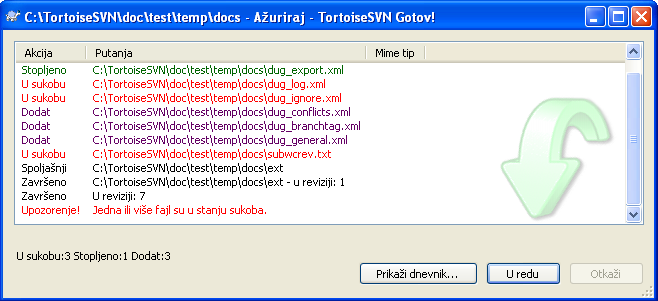 C:\TortoiseSVN\doc\test\temp\docs - Ažuriraj - TortoiseSVN Gotov!
Akcija Putanja Mime tip
Stopljeno C:\TortoiseSVN\doc\test\temp\docs\dug_export.xml
U sukobu C:\TortoiseSVN\doc\test\temp\docs\dug_log.xml
U sukobu C:\TortoiseSVN\doc\test\temp\docs\dug_ignore.xml
Dodat C:\TortoiseSVN\doc\test\temp\docs\dug_conflicts.xml
Dodat C:\TortoiseSVN\doc\test\temp\docs\dug_branchtag.xml
Dodat C:\TortoiseSVN\doc\test\temp\docs\dug_general.xml
U sukobu C:\TortoiseSVN\doc\test\temp\docs\subwcrev.txt
Spoljašnji C:\TortoiseSVN\doc\test\temp\docs\ext
Završeno C:\TortoiseSVN\doc\test\temp\docs\ext - u reviziji: 1
Završeno U reviziji: 7
Upozorenje! Jedna ili više fajl su u stanju sukoba.
U sukobu:3 Stopljeno:1 Dodat:3
Prikaži dnevnik... U redu Otkaži